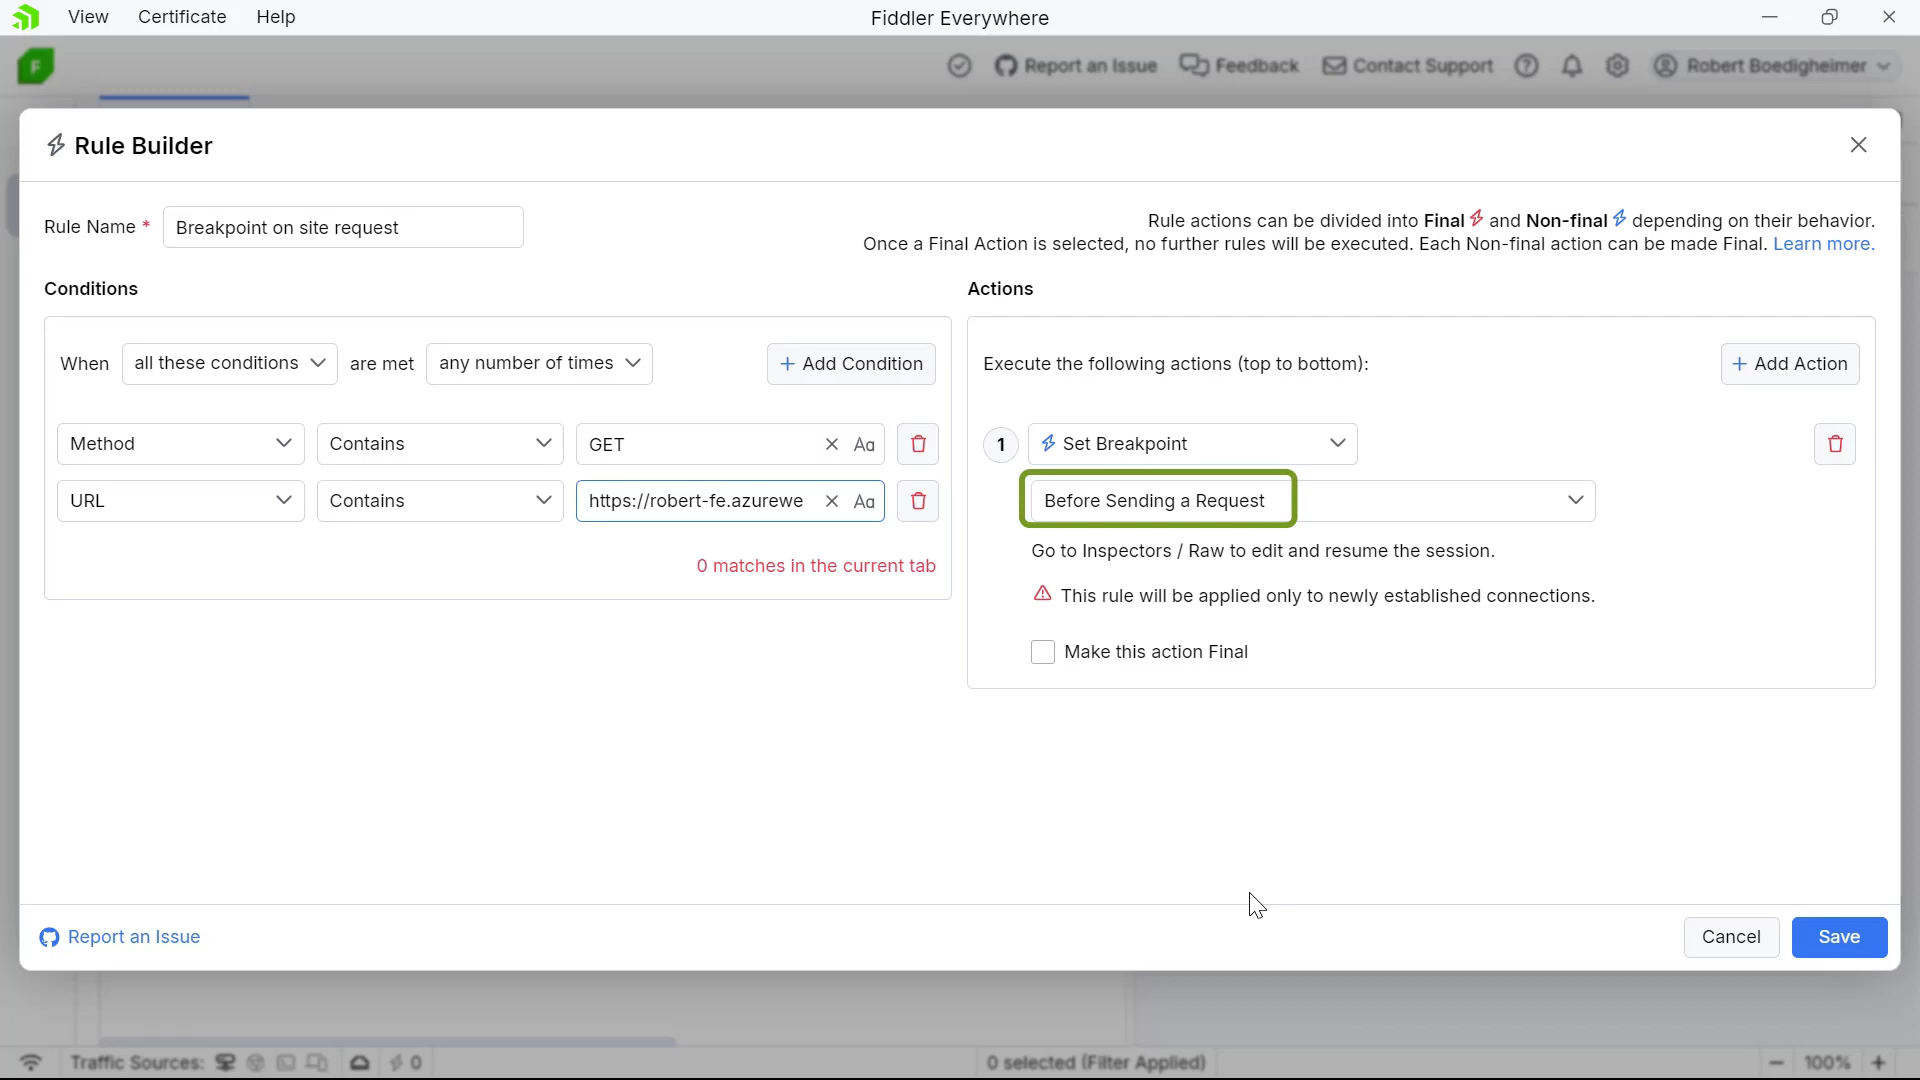 View Certificate Help
Fiddler Everywhere
F
Report an Issue Feedback Contact Support Robert Boedigheimer
Rule Builder
Rule Name *
Breakpoint on site request
Rule actions can be divided into Final and Non-final depending on their behavior.
Once a Final Action is selected, no further rules will be executed. Each Non-final action can be made Final. Learn more.
Conditions
When all these conditions are met any number of times + Add Condition
Method Contains GET Aa
URL Contains https://robert-fe.azurewe Aa
0 matches in the current tab
Actions
Execute the following actions (top to bottom): + Add Action
1 Set Breakpoint
Before Sending a Request
Go to Inspectors / Raw to edit and resume the session.
This rule will be applied only to newly established connections.
Make this action Final
Report an Issue
Cancel Save
Traffic Sources: 0
0 selected (Filter Applied)
100%